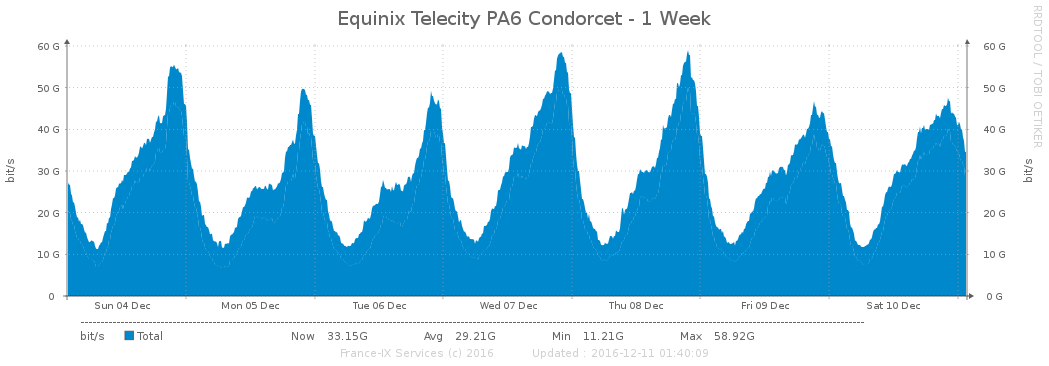 Equinix Telecity PA6 Condorcet - 1 Week
RRDTOOL / TOBI OETIKER
bit/s
60 G 60 G
50 G 50 G
40 G 40 G
30 G 30 G
20 G 20 G
10 G 10 G
0 0 G
bit/s
Sun 04 Dec Mon 05 Dec Tue 06 Dec Wed 07 Dec Thu 08 Dec Fri 09 Dec Sat 10 Dec
bit/s Total Now 33.15G Avg 29.21G Min 11.21G Max 58.92G
France-IX Services (c) 2016 Updated : 2016-12-11 01:40:09